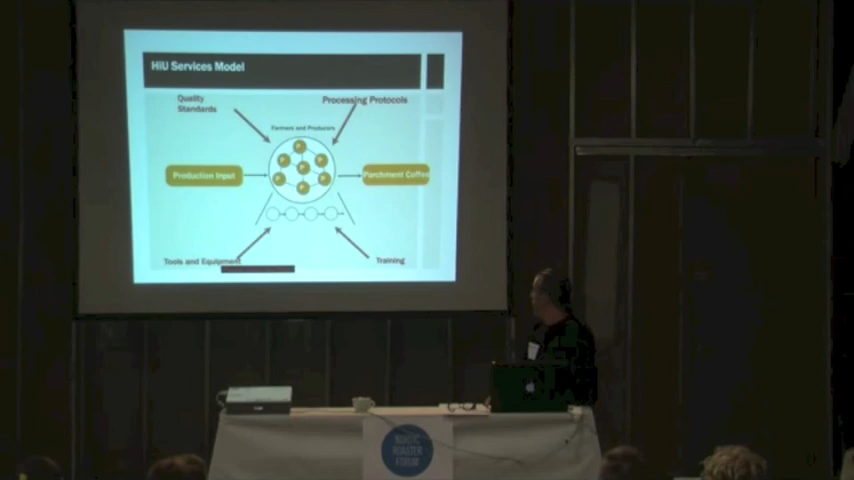 HiU Services Model
Quality
Standards
Processing Protocols
Farmers and Producers
P
P
P
P
P
P
P
Production Input
Parchment Coffee
Tools and Equipment
Training
NORDIC
ROASTER
FORUM